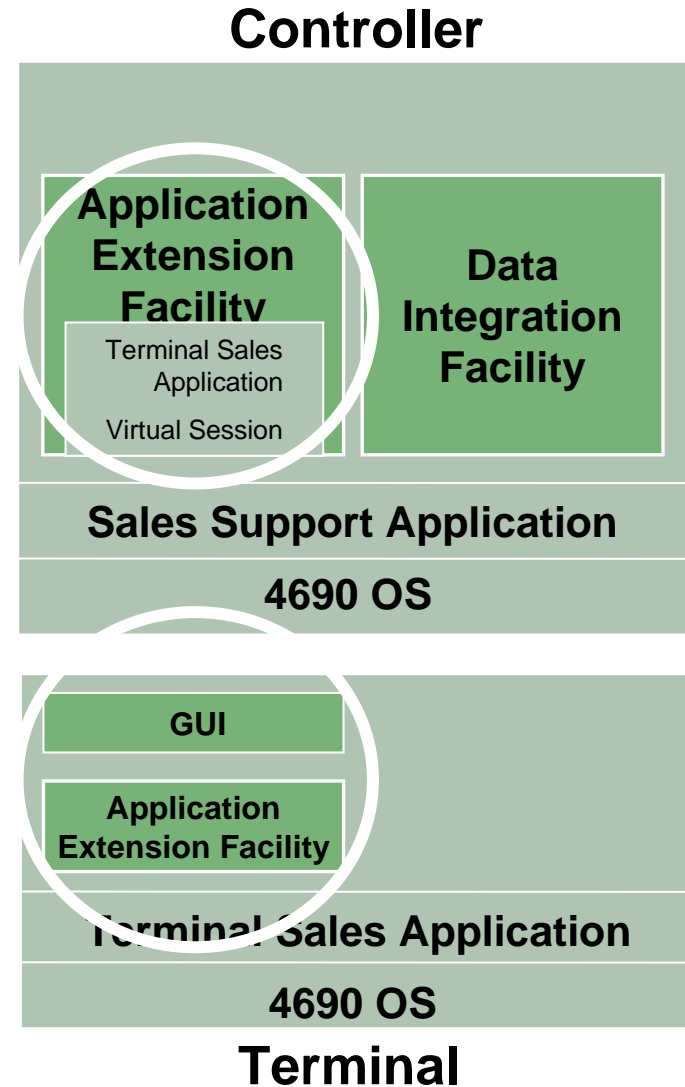 Controller
Application
Extension
Facility
Terminal Sales
Application
Virtual Session
Data
Integration
Facility
Sales Support Application
4690 OS
GUI
Application
Extension Facility
Terminal Sales Application
4690 OS
Terminal